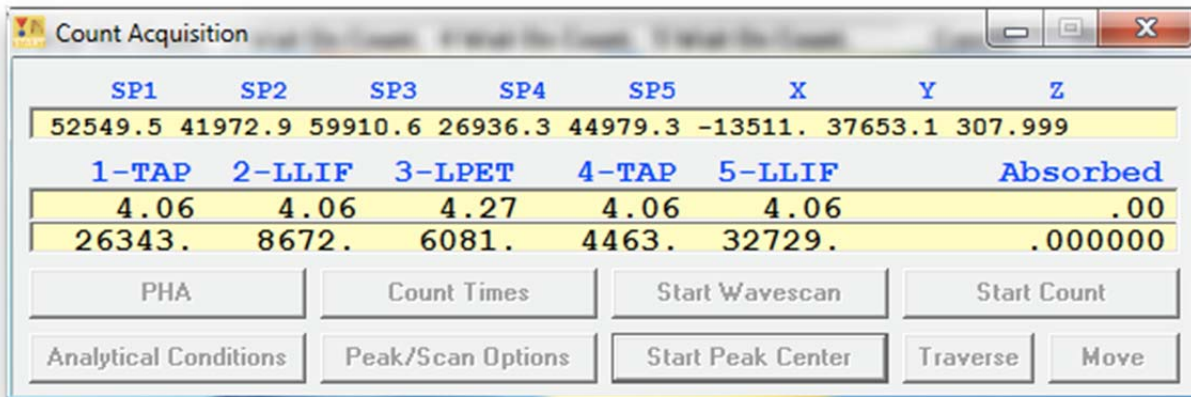 Count Acquisition
SP1 SP2 SP3 SP4 SP5 X Y Z
52549.5 41972.9 59910.6 26936.3 44979.3 -13511. 37653.1 307.999
1-TAP 2-LLIF 3-LPET 4-TAP 5-LLIF Absorbed
4.06 4.06 4.27 4.06 4.06 .00
26343. 8672. 6081. 4463. 32729. .000000
PHA Count Times Start Wavescan Start Count
Analytical Conditions Peak/Scan Options Start Peak Center Traverse Move